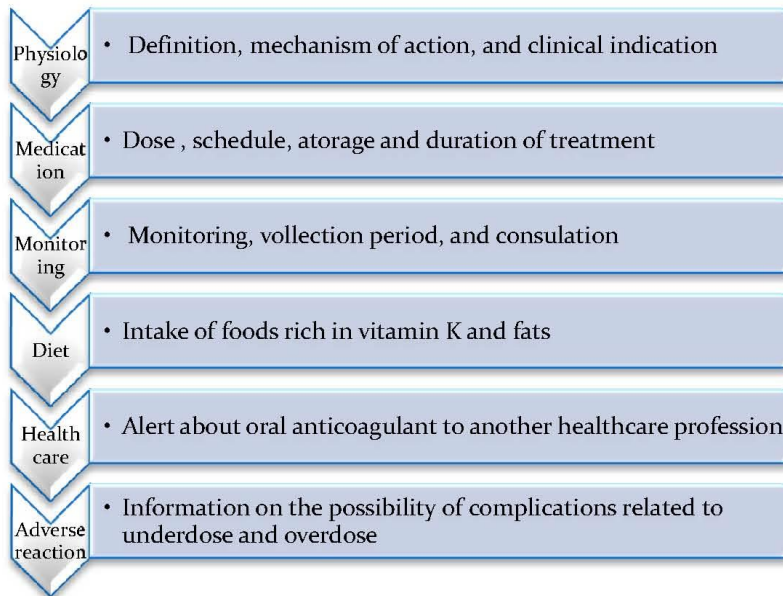 Physiolo
gy
• Definition, mechanism of action, and clinical indication
Medicat
ion
• Dose , schedule, atorage and duration of treatment
Monitor
ing
• Monitoring, vollection period, and consulation
Diet
• Intake of foods rich in vitamin K and fats
Health
care
• Alert about oral anticoagulant to another healthcare profession
Adverse
reaction
• Information on the possibility of complications related to
underdose and overdose